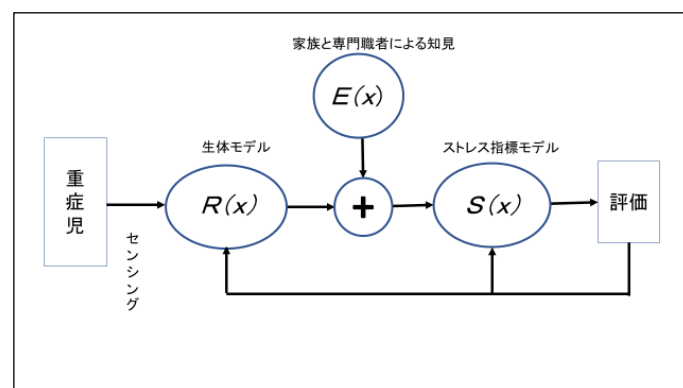 家族と専門職者による知見
E(x)
生体モデル
ストレス指標モデル
重症児
R(x)
+
S(x)
評価
センシング